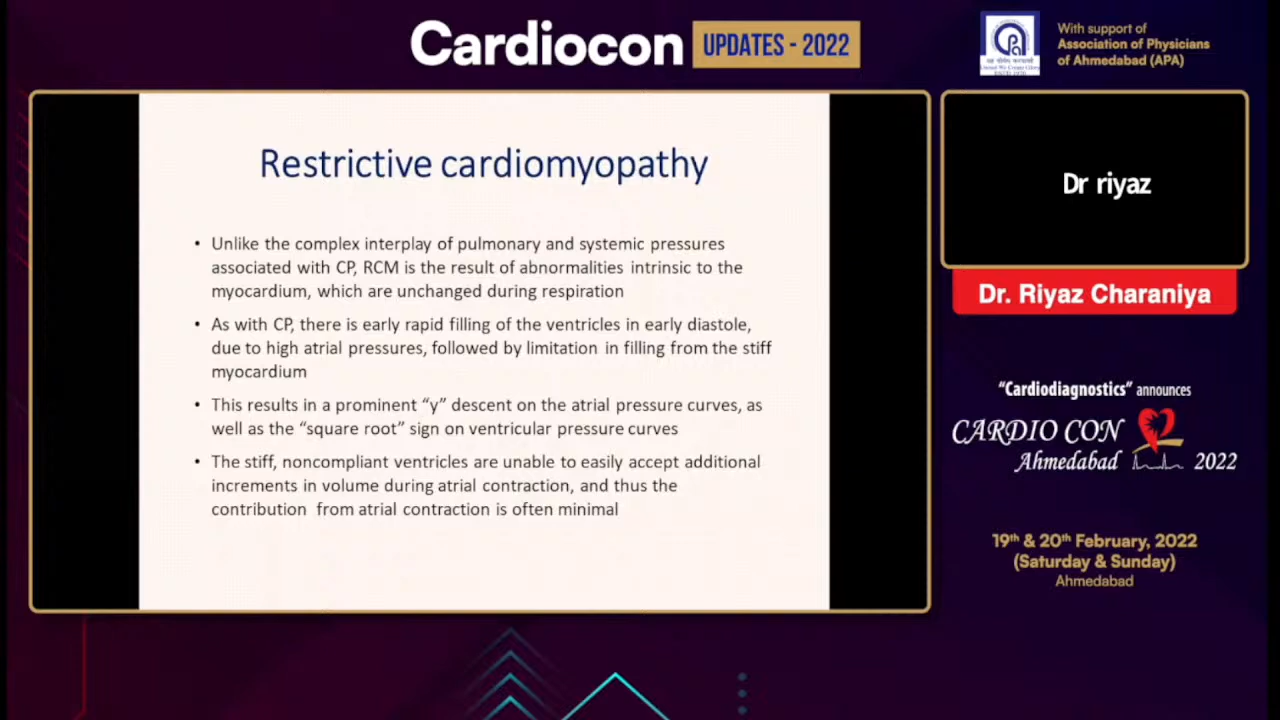 Cardiocon UPDATES - 2022
With support of
Association of Physicians
of Ahmedabad (APA)
Restrictive cardiomyopathy
• Unlike the complex interplay of pulmonary and systemic pressures
associated with CP, RCM is the result of abnormalities intrinsic to the
myocardium, which are unchanged during respiration
• As with CP, there is early rapid filling of the ventricles in early diastole,
due to high atrial pressures, followed by limitation in filling from the stiff
myocardium
• This results in a prominent “y” descent on the atrial pressure curves, as
well as the “square root” sign on ventricular pressure curves
• The stiff, noncompliant ventricles are unable to easily accept additional
increments in volume during atrial contraction, and thus the
contribution from atrial contraction is often minimal
Dr riyaz
Dr. Riyaz Charaniya
“Cardiodiagnostics” announces
CARDIO CON
Ahmedabad 2022
19th & 20th February, 2022
(Saturday & Sunday)
Ahmedabad